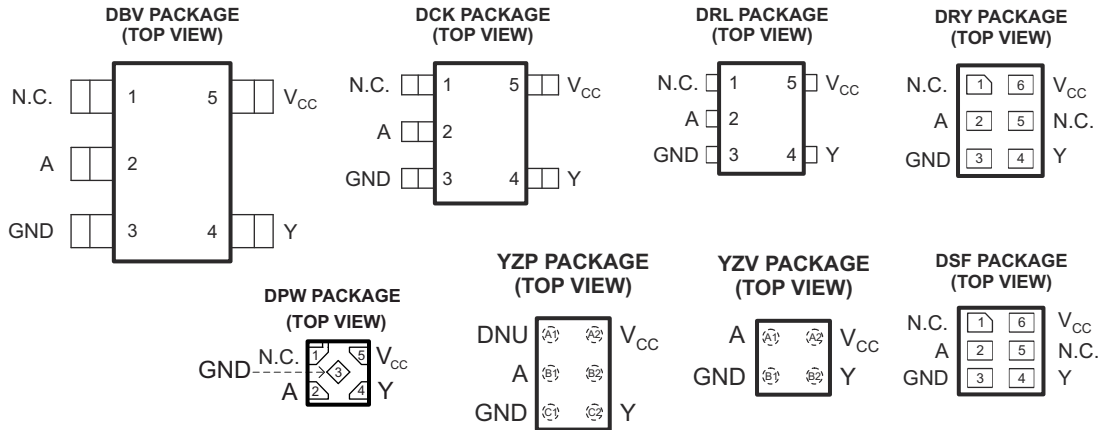 DBV PACKAGE
(TOP VIEW)
N.C. 1 5 VCC
A 2
GND 3 4 Y
DCK PACKAGE
(TOP VIEW)
N.C. 1 5 VCC
A 2
GND 3 4 Y
DRL PACKAGE
(TOP VIEW)
N.C. 1 5 VCC
A 2
GND 3 4 Y
DRY PACKAGE
(TOP VIEW)
N.C. 1 6 VCC
A 2 5 N.C.
GND 3 4 Y
DPW PACKAGE
(TOP VIEW)
N.C. 1 5 VCC
GND 3
A 2 4 Y
YZP PACKAGE
(TOP VIEW)
DNU A1 A2 VCC
A B1 B2
GND C1 C2 Y
YZV PACKAGE
(TOP VIEW)
A A1 A2 VCC
GND B1 B2 Y
DSF PACKAGE
(TOP VIEW)
N.C. 1 6 VCC
A 2 5 N.C.
GND 3 4 Y